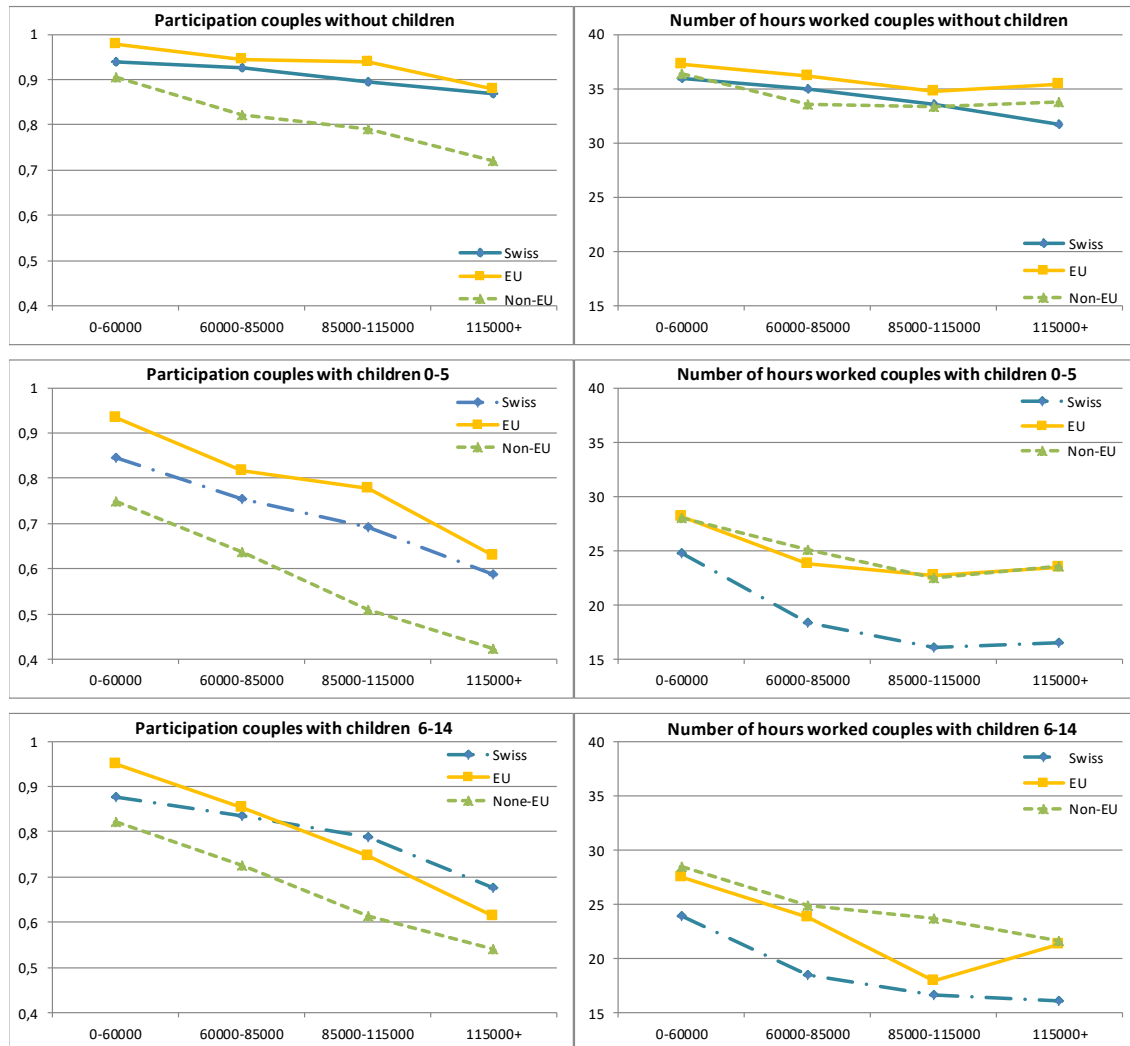 Participation couples without children
1
0,9
0,8
0,7
0,6
0,5
0,4
Swiss
EU
Non-EU
0-60000 60000-85000 85000-115000 115000+
Number of hours worked couples without children
40
35
30
25
20
15
Swiss
EU
Non-EU
0-60000 60000-85000 85000-115000 115000+
Participation couples with children 0-5
1
0,9
0,8
0,7
0,6
0,5
0,4
Swiss
EU
Non-EU
0-60000 60000-85000 85000-115000 115000+
Number of hours worked couples with children 0-5
40
35
30
25
20
15
Swiss
EU
Non-EU
0-60000 60000-85000 85000-115000 115000+
Participation couples with children 6-14
1
0,9
0,8
0,7
0,6
0,5
0,4
Swiss
EU
None-EU
0-60000 60000-85000 85000-115000 115000+
Number of hours worked couples with children 6-14
40
35
30
25
20
15
Swiss
EU
Non-EU
0-60000 60000-85000 85000-115000 115000+